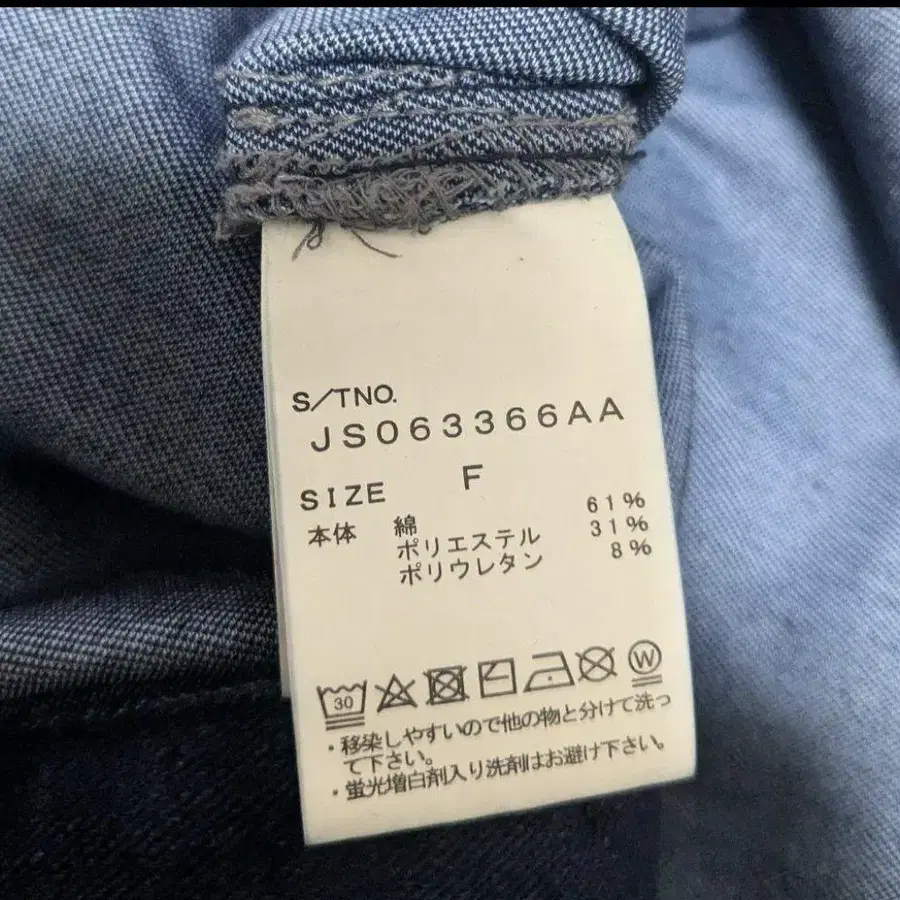 S/TNO.
JS063366AA
SIZE F
本体 綿 61%
ポリエステル 31%
ポリウレタン 8%
30
W
・移染しやすいので他の物と分けて洗っ
て下さい。
・蛍光増白剤入り洗剤はお避け下さい。